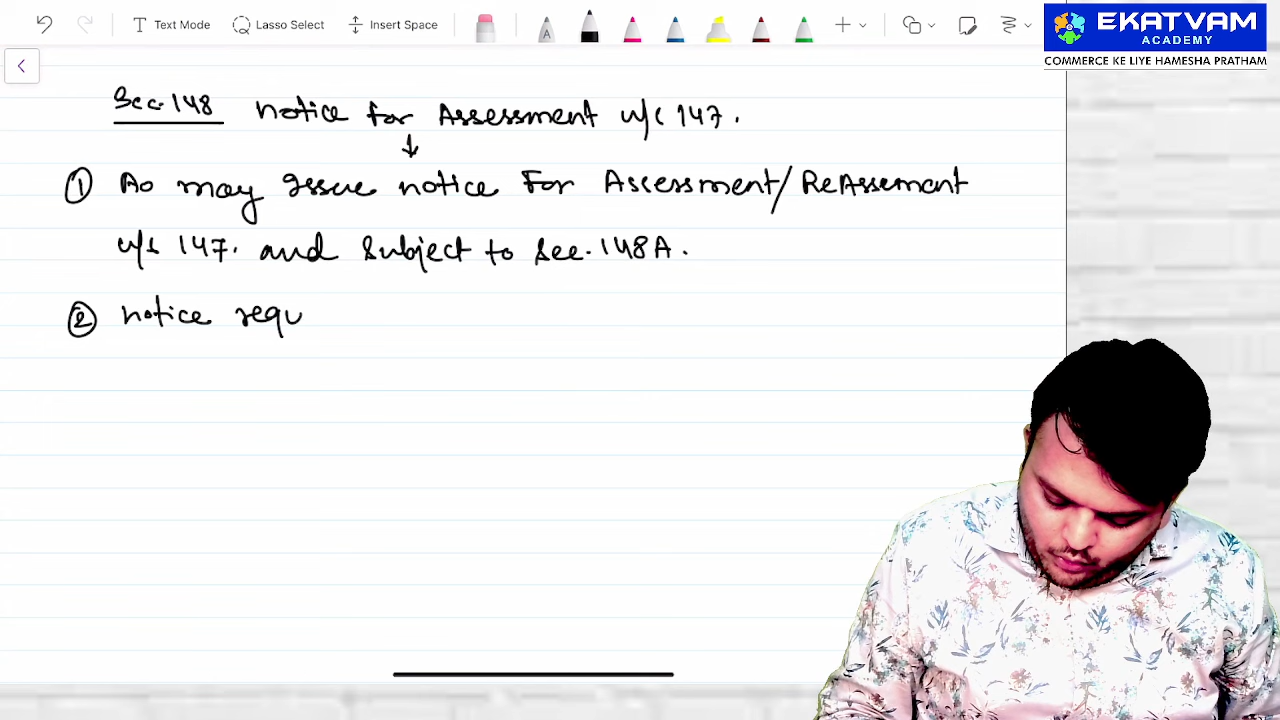 Text Mode
Lasso Select
Insert Space
A
EKATVAM
ACADEMY
COMMERCE KE LIYE HAMESHA PRATHAM
Sec. 148 notice for Assessment u/s 147.
↓
① Ao may Issue notice For Assessment/ReAssement
u/s 147. and Subject to Sec. 148A.
② notice requ